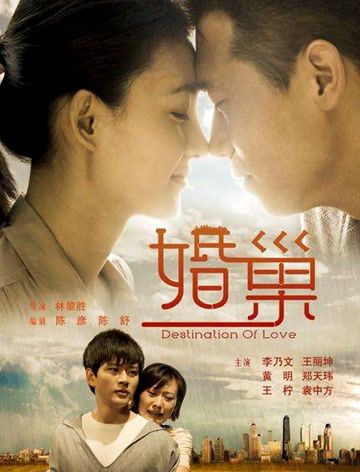 婚巢
Destination Of Love
导演 林黎胜
编剧 陈彦 陈舒
主演 李乃文 王丽坤
黄明 郑天玮
王柠 袁中方